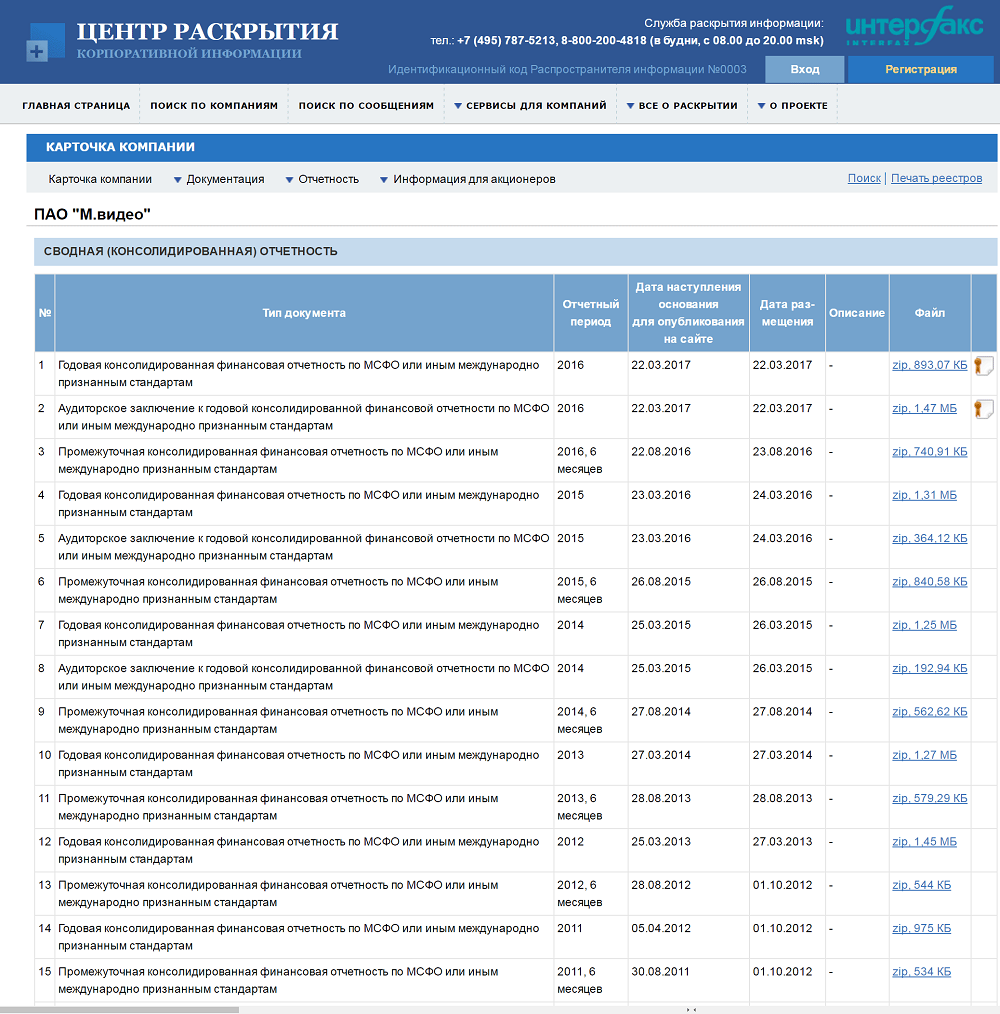 ЦЕНТР РАСКРЫТИЯ
КОРПОРАТИВНОЙ ИНФОРМАЦИИ
Служба раскрытия информации:
тел.: +7 (495) 787-5213, 8-800-200-4818 (в будни, с 08.00 до 20.00 msk)
интерфакс
INTERFAX
Идентификационный код Распространителя информации №0003
Вход
Регистрация
ГЛАВНАЯ СТРАНИЦА ПОИСК ПО КОМПАНИЯМ ПОИСК ПО СООБЩЕНИЯМ СЕРВИСЫ ДЛЯ КОМПАНИЙ ВСЕ О РАСКРЫТИИ О ПРОЕКТЕ
КАРТОЧКА КОМПАНИИ
Карточка компании Документация Отчетность Информация для акционеров Поиск | Печать реестров
ПАО "М.видео"
СВОДНАЯ (КОНСОЛИДИРОВАННАЯ) ОТЧЕТНОСТЬ
№ Тип документа Отчетный период Дата наступления основания для опубликования на сайте Дата раз-мещения Описание Файл
1 Годовая консолидированная финансовая отчетность по МСФО или иным международно 2016 22.03.2017 22.03.2017 - zip, 893,07 КБ
признанным стандартам
2 Аудиторское заключение к годовой консолидированной финансовой отчетности по МСФО 2016 22.03.2017 22.03.2017 - zip, 1,47 МБ
или иным международно признанным стандартам
3 Промежуточная консолидированная финансовая отчетность по МСФО или иным 2016, 6 22.08.2016 23.08.2016 - zip, 740,91 КБ
международно признанным стандартам месяцев
4 Годовая консолидированная финансовая отчетность по МСФО или иным международно 2015 23.03.2016 24.03.2016 - zip, 1,31 МБ
признанным стандартам
5 Аудиторское заключение к годовой консолидированной финансовой отчетности по МСФО 2015 23.03.2016 24.03.2016 - zip, 364,12 КБ
или иным международно признанным стандартам
6 Промежуточная консолидированная финансовая отчетность по МСФО или иным 2015, 6 26.08.2015 26.08.2015 - zip, 840,58 КБ
международно признанным стандартам месяцев
7 Годовая консолидированная финансовая отчетность по МСФО или иным международно 2014 25.03.2015 26.03.2015 - zip, 1,25 МБ
признанным стандартам
8 Аудиторское заключение к годовой консолидированной финансовой отчетности по МСФО 2014 25.03.2015 26.03.2015 - zip, 192,94 КБ
или иным международно признанным стандартам
9 Промежуточная консолидированная финансовая отчетность по МСФО или иным 2014, 6 27.08.2014 27.08.2014 - zip, 562,62 КБ
международно признанным стандартам месяцев
10 Годовая консолидированная финансовая отчетность по МСФО или иным международно 2013 27.03.2014 27.03.2014 - zip, 1,27 МБ
признанным стандартам
11 Промежуточная консолидированная финансовая отчетность по МСФО или иным 2013, 6 28.08.2013 28.08.2013 - zip, 579,29 КБ
международно признанным стандартам месяцев
12 Годовая консолидированная финансовая отчетность по МСФО или иным международно 2012 25.03.2013 27.03.2013 - zip, 1,45 МБ
признанным стандартам
13 Промежуточная консолидированная финансовая отчетность по МСФО или иным 2012, 6 28.08.2012 01.10.2012 - zip, 544 КБ
международно признанным стандартам месяцев
14 Годовая консолидированная финансовая отчетность по МСФО или иным международно 2011 05.04.2012 01.10.2012 - zip, 975 КБ
признанным стандартам
15 Промежуточная консолидированная финансовая отчетность по МСФО или иным 2011, 6 30.08.2011 01.10.2012 - zip, 534 КБ
международно признанным стандартам месяцев